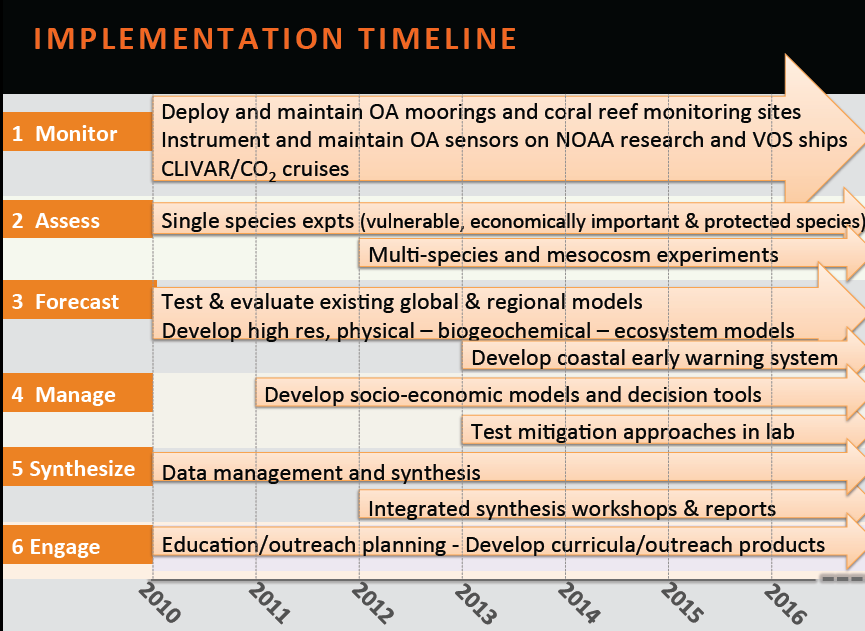 IMPLEMENTATION TIMELINE
1 Monitor
Deploy and maintain OA moorings and coral reef monitoring sites
Instrument and maintain OA sensors on NOAA research and VOS ships
CLIVAR/CO₂ cruises
2 Assess
Single species expts (vulnerable, economically important & protected species)
Multi-species and mesocosm experiments
3 Forecast
Test & evaluate existing global & regional models
Develop high res, physical – biogeochemical – ecosystem models
Develop coastal early warning system
4 Manage
Develop socio-economic models and decision tools
Test mitigation approaches in lab
5 Synthesize
Data management and synthesis
Integrated synthesis workshops & reports
6 Engage
Education/outreach planning - Develop curricula/outreach products
2010
2011
2012
2013
2014
2015
2016